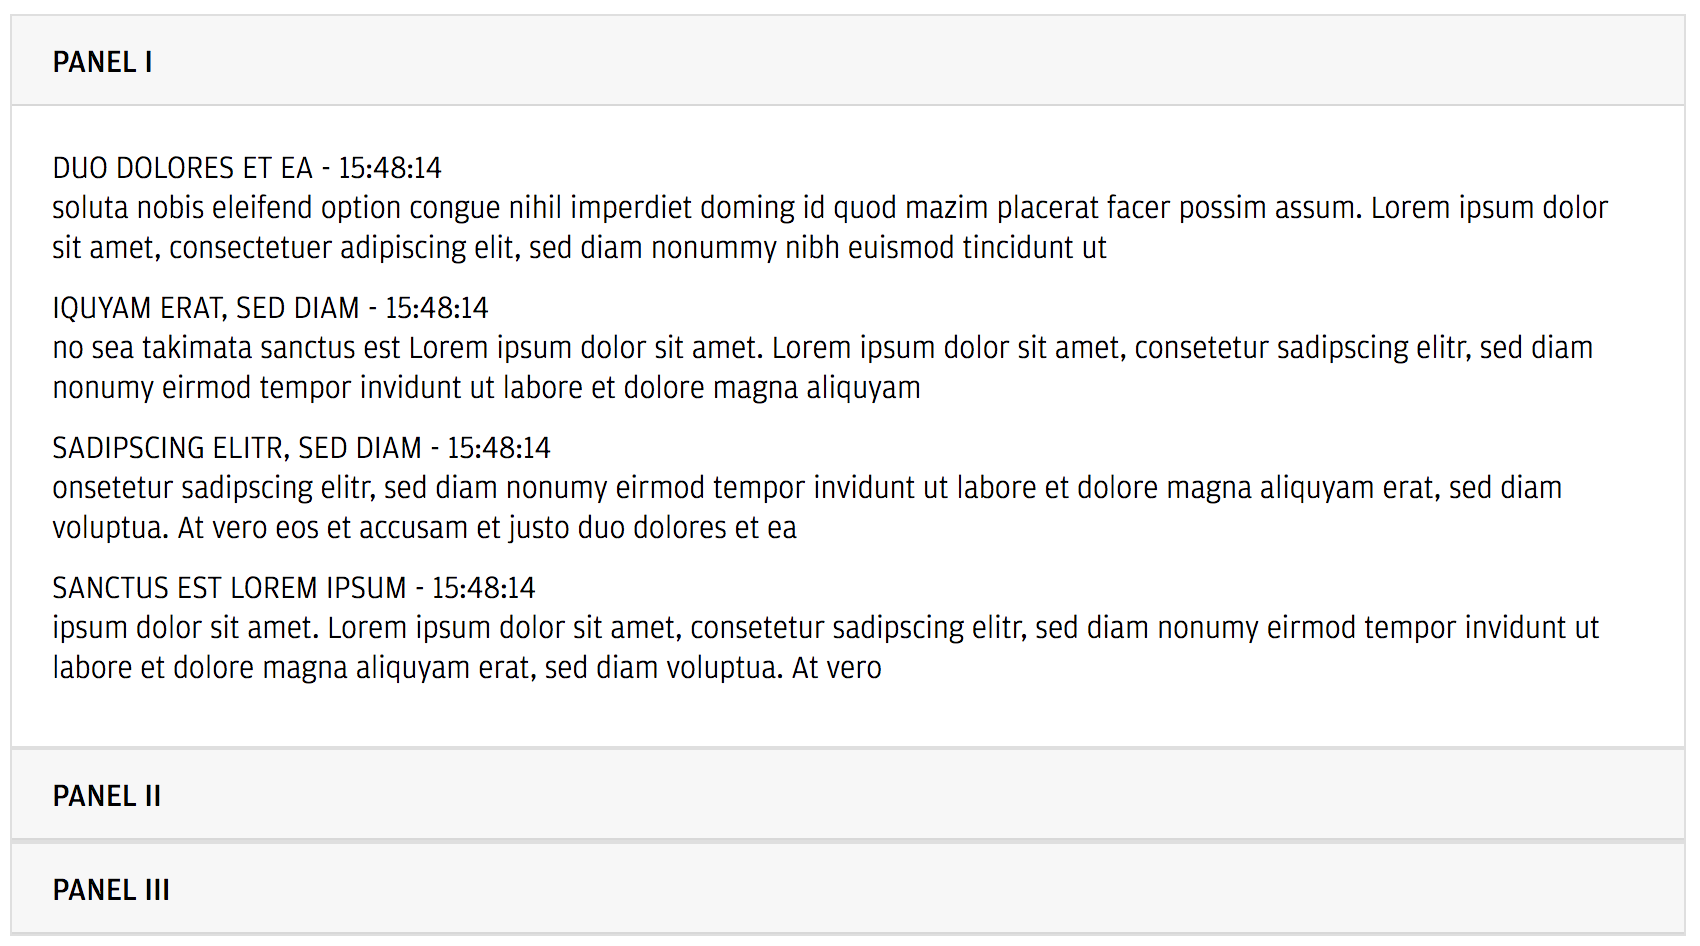 PANEL I
DUO DOLORES ET EA - 15:48:14
soluta nobis eleifend option congue nihil imperdiet doming id quod mazim placerat facer possim assum. Lorem ipsum dolor
sit amet, consectetuer adipiscing elit, sed diam nonummy nibh euismod tincidunt ut
IQUYAM ERAT, SED DIAM - 15:48:14
no sea takimata sanctus est Lorem ipsum dolor sit amet. Lorem ipsum dolor sit amet, consetetur sadipscing elitr, sed diam
nonumy eirmod tempor invidunt ut labore et dolore magna aliquyam
SADIPSCING ELITR, SED DIAM - 15:48:14
onsetetur sadipscing elitr, sed diam nonumy eirmod tempor invidunt ut labore et dolore magna aliquyam erat, sed diam
voluptua. At vero eos et accusam et justo duo dolores et ea
SANCTUS EST LOREM IPSUM - 15:48:14
ipsum dolor sit amet. Lorem ipsum dolor sit amet, consetetur sadipscing elitr, sed diam nonumy eirmod tempor invidunt ut
labore et dolore magna aliquyam erat, sed diam voluptua. At vero
PANEL II
PANEL III